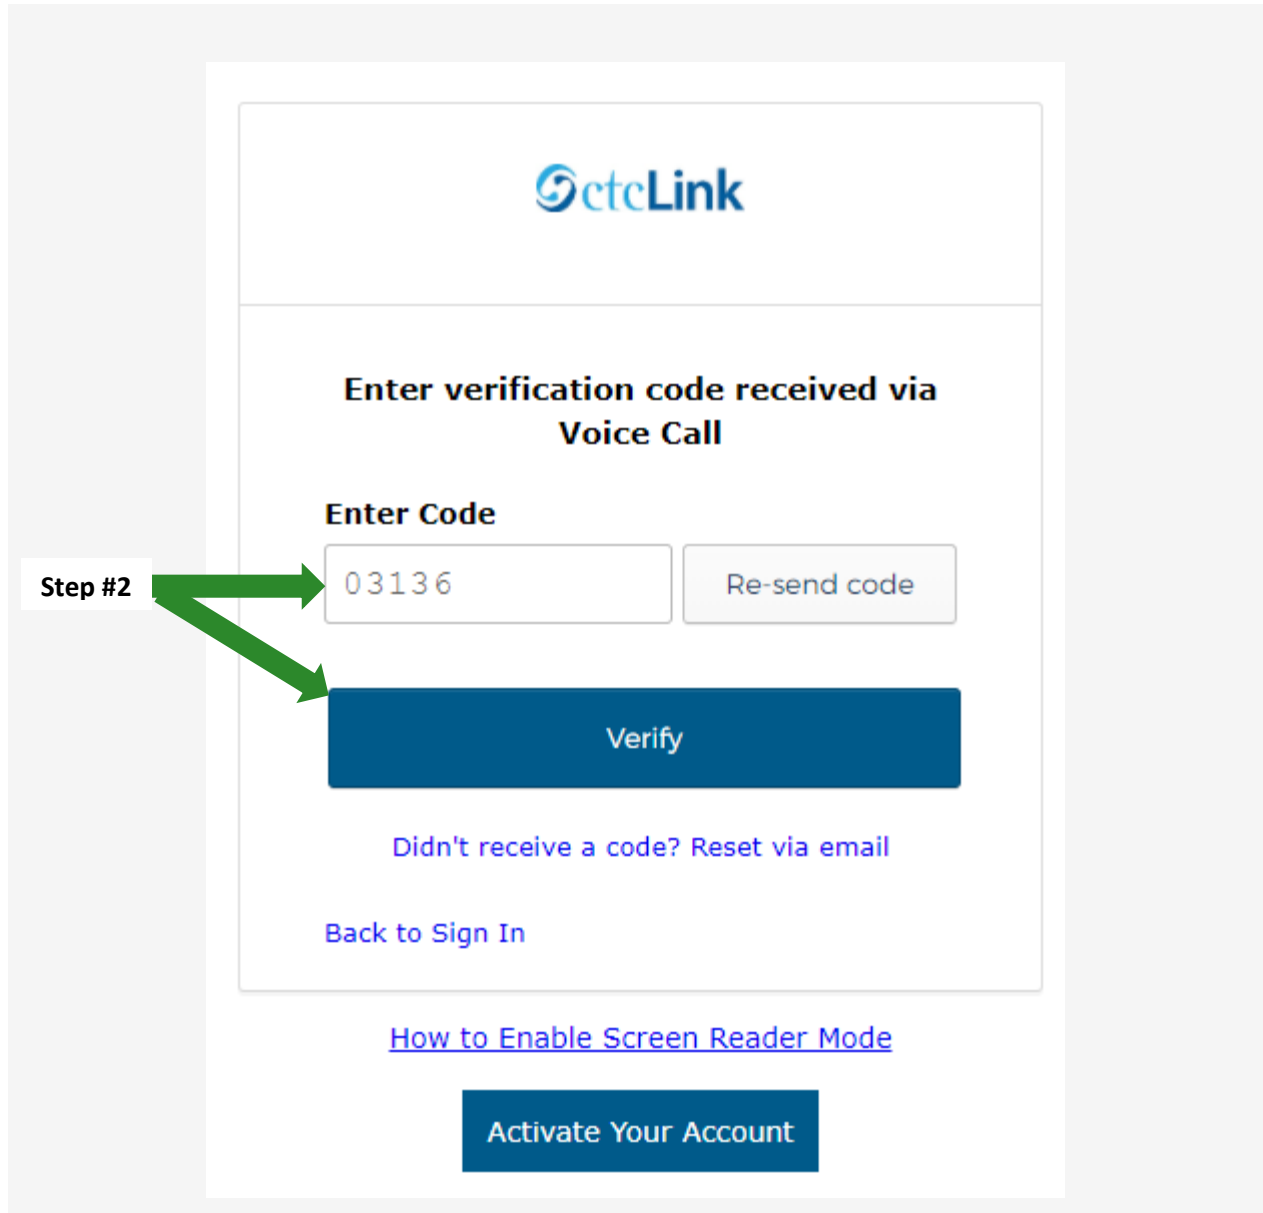 ctcLink
Enter verification code received via
Voice Call
Enter Code
Step #2
03136
Re-send code
Verify
Didn't receive a code? Reset via email
Back to Sign In
How to Enable Screen Reader Mode
Activate Your Account